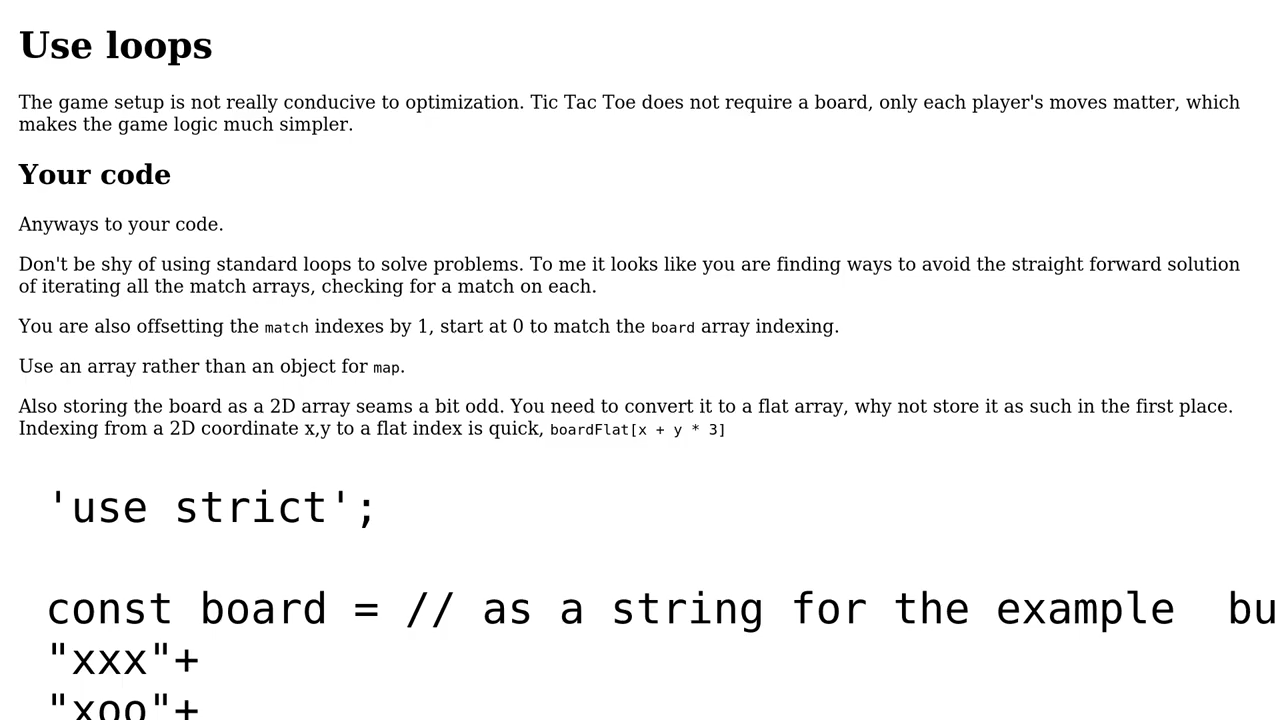 Use loops
The game setup is not really conducive to optimization. Tic Tac Toe does not require a board, only each player's moves matter, which
makes the game logic much simpler.
Your code
Anyways to your code.
Don't be shy of using standard loops to solve problems. To me it looks like you are finding ways to avoid the straight forward solution
of iterating all the match arrays, checking for a match on each.
You are also offsetting the match indexes by 1, start at 0 to match the board array indexing.
Use an array rather than an object for map.
Also storing the board as a 2D array seams a bit odd. You need to convert it to a flat array, why not store it as such in the first place.
Indexing from a 2D coordinate x,y to a flat index is quick, boardFlat[x + y * 3]
'use strict';
const board = // as a string for the example  bu
"xxx"+
"xoo"+